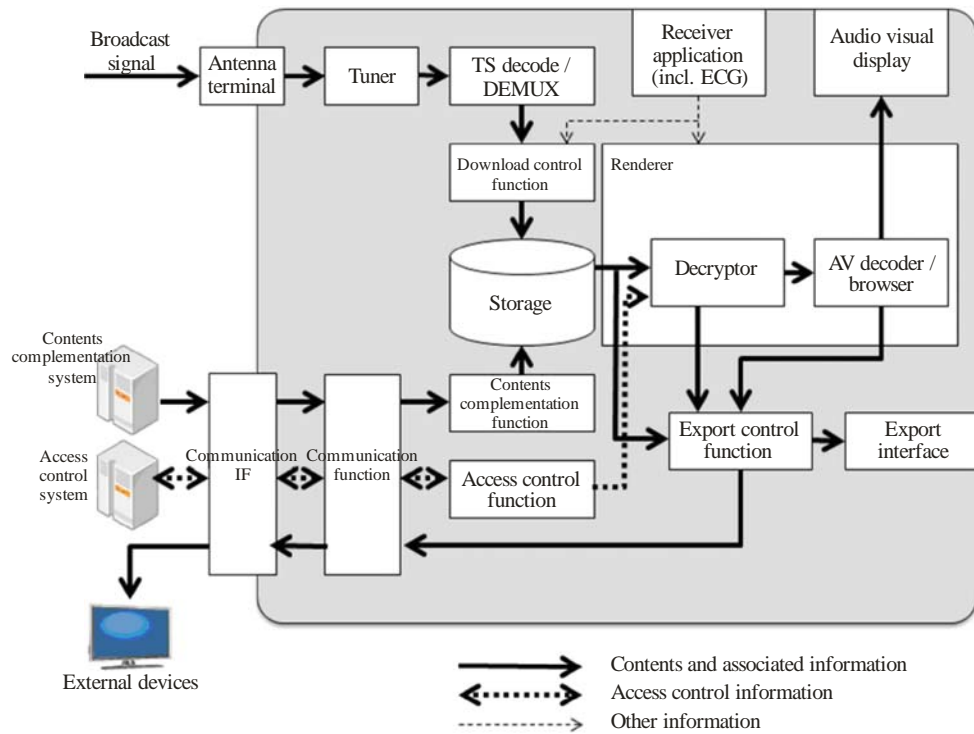 Broadcast
signal
Antenna
terminal
Tuner
TS decode /
DEMUX
Receiver
application
(incl. ECG)
Audio visual
display
Download control
function
Renderer
Storage
Decryptor
AV decoder /
browser
Contents
complementation
system
Contents
complementation
function
Access
control
system
Communication
IF
Communication
function
Access control
function
Export control
function
Export
interface
External devices
Contents and associated information
Access control information
Other information